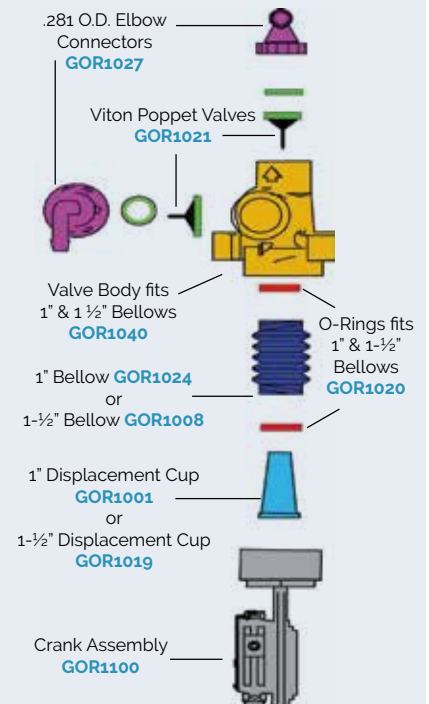 .281 O.D. Elbow
Connectors
GOR1027
Viton Poppet Valves
GOR1021
Valve Body fits
1" & 1 ½" Bellows
GOR1040
O-Rings fits
1" & 1-½"
Bellows
GOR1020
1" Bellow GOR1024
or
1-½" Bellow GOR1008
1" Displacement Cup
GOR1001
or
1-½" Displacement Cup
GOR1019
Crank Assembly
GOR1100